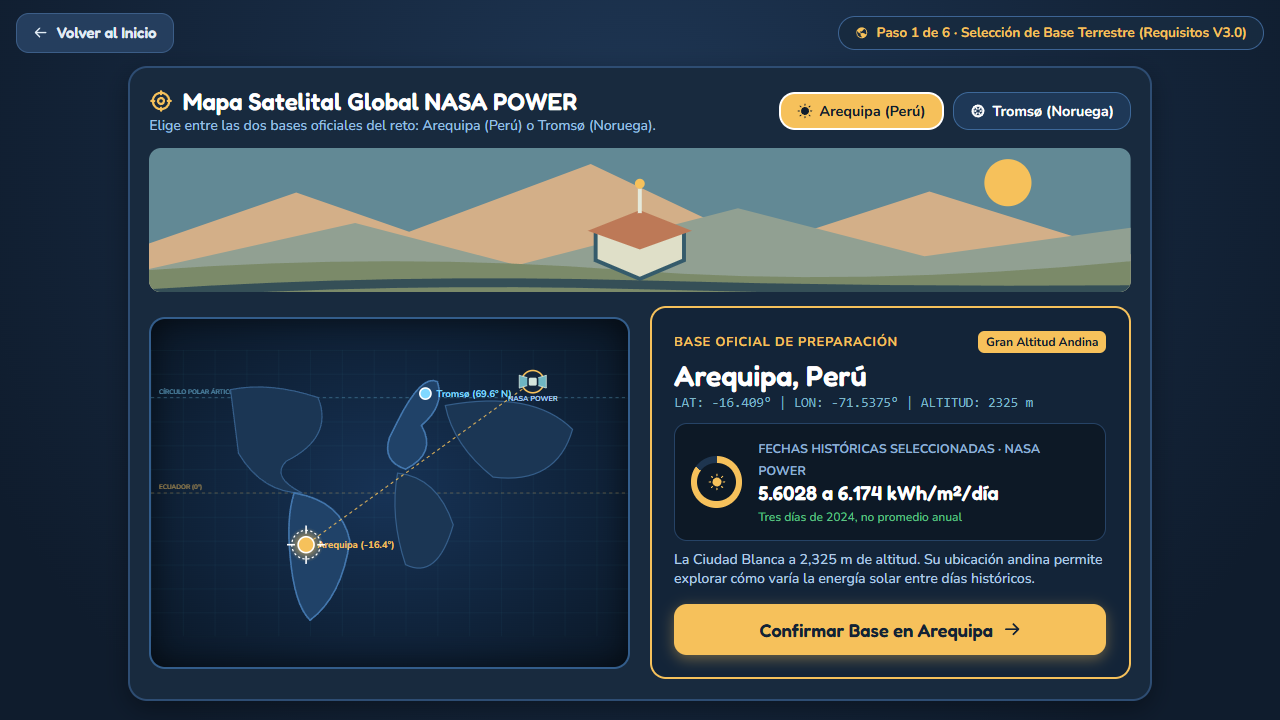 ← Volver al Inicio
Paso 1 de 6 · Selección de Base Terrestre (Requisitos V3.0)
Mapa Satelital Global NASA POWER
Elige entre las dos bases oficiales del reto: Arequipa (Perú) o Tromsø (Noruega).
Arequipa (Perú)
Tromsø (Noruega)
CÍRCULO POLAR ÁRTIC
Tromsø (69.6° N)
NASA POWER
ECUADOR (0°)
Arequipa (-16.4°)
BASE OFICIAL DE PREPARACIÓN
Gran Altitud Andina
Arequipa, Perú
LAT: -16.409° | LON: -71.5375° | ALTITUD: 2325 m
FECHAS HISTÓRICAS SELECCIONADAS · NASA
POWER
5.6028 a 6.174 kWh/m²/día
Tres días de 2024, no promedio anual
La Ciudad Blanca a 2,325 m de altitud. Su ubicación andina permite
explorar cómo varía la energía solar entre días históricos.
Confirmar Base en Arequipa →